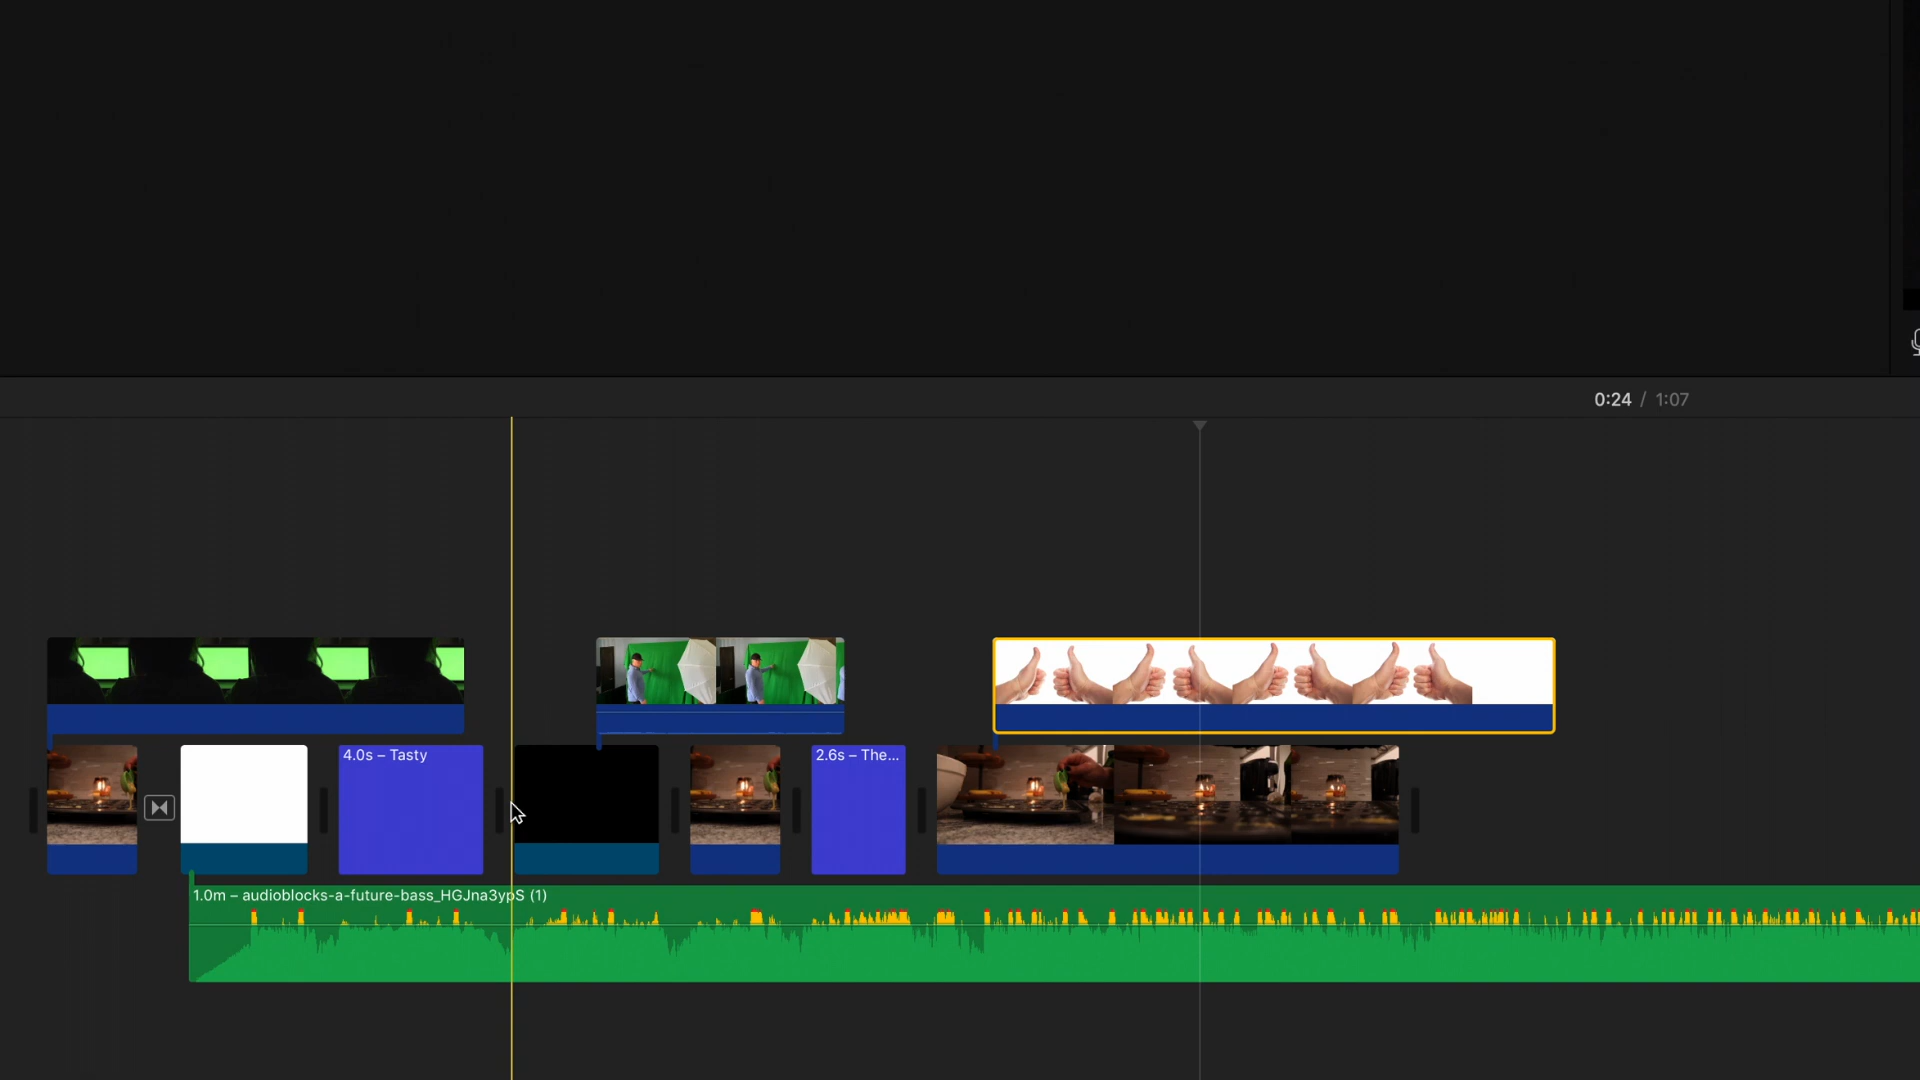 0:24 / 1:07
4.0s – Tasty
2.6s – The...
1.0m – audioblocks-a-future-bass_HGJna3ypS (1)